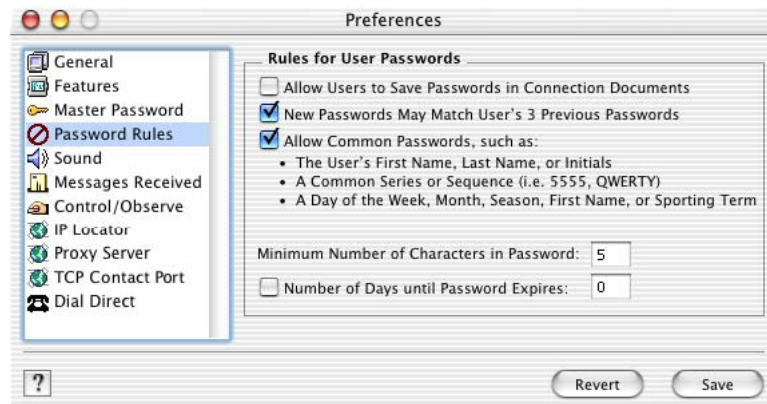 Preferences
General
Features
Master Password
Password Rules
Sound
Messages Received
Control/Observe
IP Locator
Proxy Server
TCP Contact Port
Dial Direct
Rules for User Passwords
Allow Users to Save Passwords in Connection Documents
New Passwords May Match User's 3 Previous Passwords
Allow Common Passwords, such as:
• The User's First Name, Last Name, or Initials
• A Common Series or Sequence (i.e. 5555, QWERTY)
• A Day of the Week, Month, Season, First Name, or Sporting Term
Minimum Number of Characters in Password: 5
Number of Days until Password Expires: 0
? Revert Save